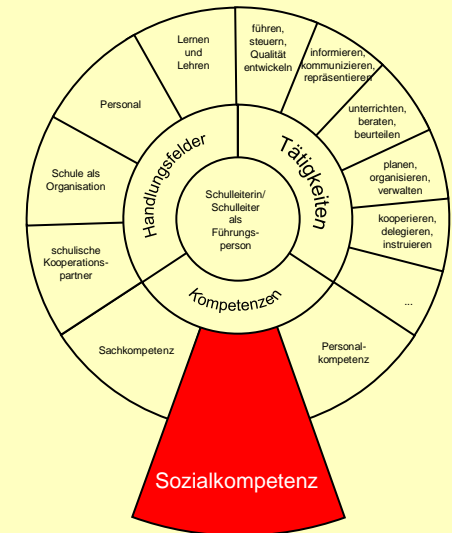 Lernen
und
Lehren
führen,
steuern,
Qualität
entwickeln
informieren,
kommunizieren,
repräsentieren
unterrichten,
beraten,
beurteilen
planen,
organisieren,
verwalten
kooperieren,
delegieren,
instruieren
...
Personal-
kompetenz
Sozialkompetenz
Sachkompetenz
schulische
Kooperations-
partner
Schule als
Organisation
Personal
Handlungsfelder
Tätigkeiten
Kompetenzen
Schulleiterin/
Schulleiter
als
Führungs-
person